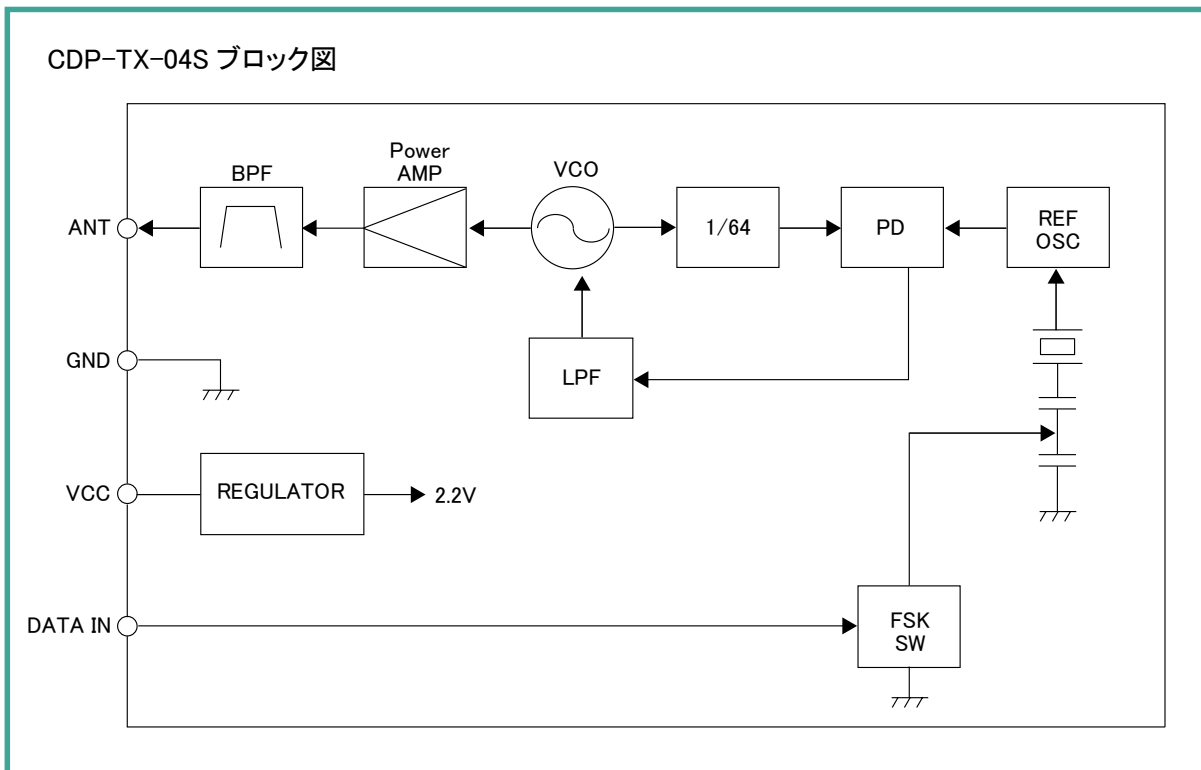 CDP-TX-04S ブロック図
BPF
Power
AMP
VCO
ANT
1/64
PD
REF
OSC
GND
LPF
VCC
REGULATOR
2.2V
DATA IN
FSK
SW